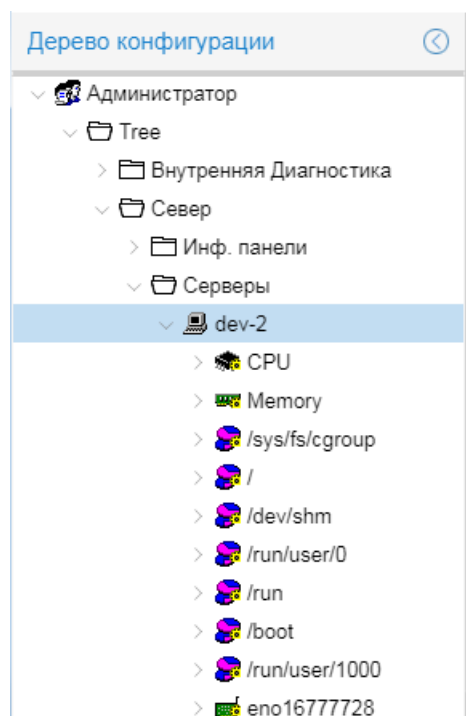 Дерево конфигурации
Администратор
Tree
Внутренняя Диагностика
Север
Инф. панели
Серверы
dev-2
CPU
Memory
/sys/fs/cgroup
/
/dev/shm
/run/user/0
/run
/boot
/run/user/1000
eno16777728